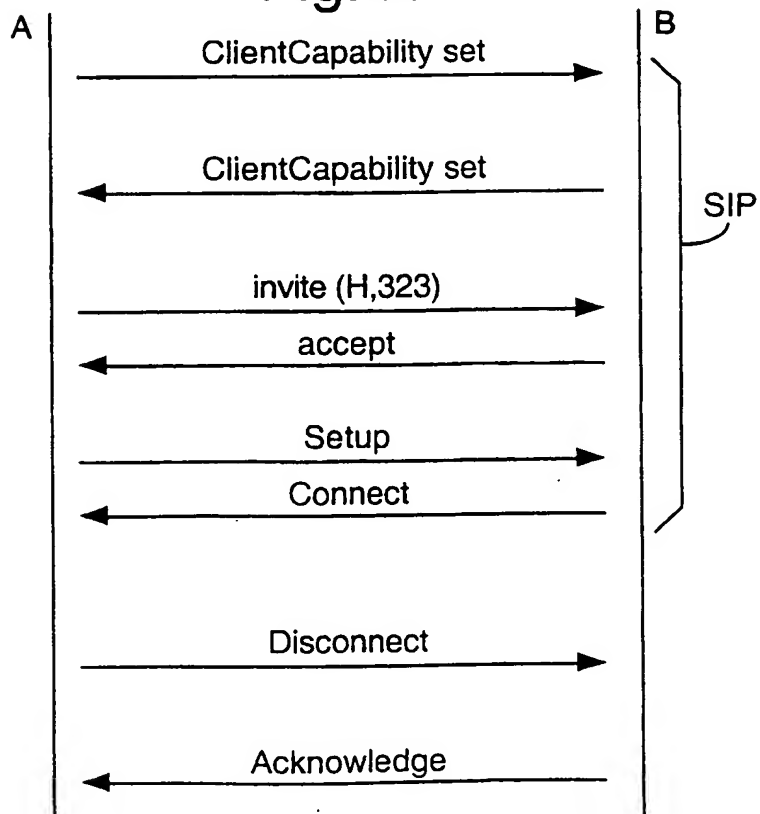 A
B
ClientCapability set
ClientCapability set
SIP
invite (H,323)
accept
Setup
Connect
Disconnect
Acknowledge